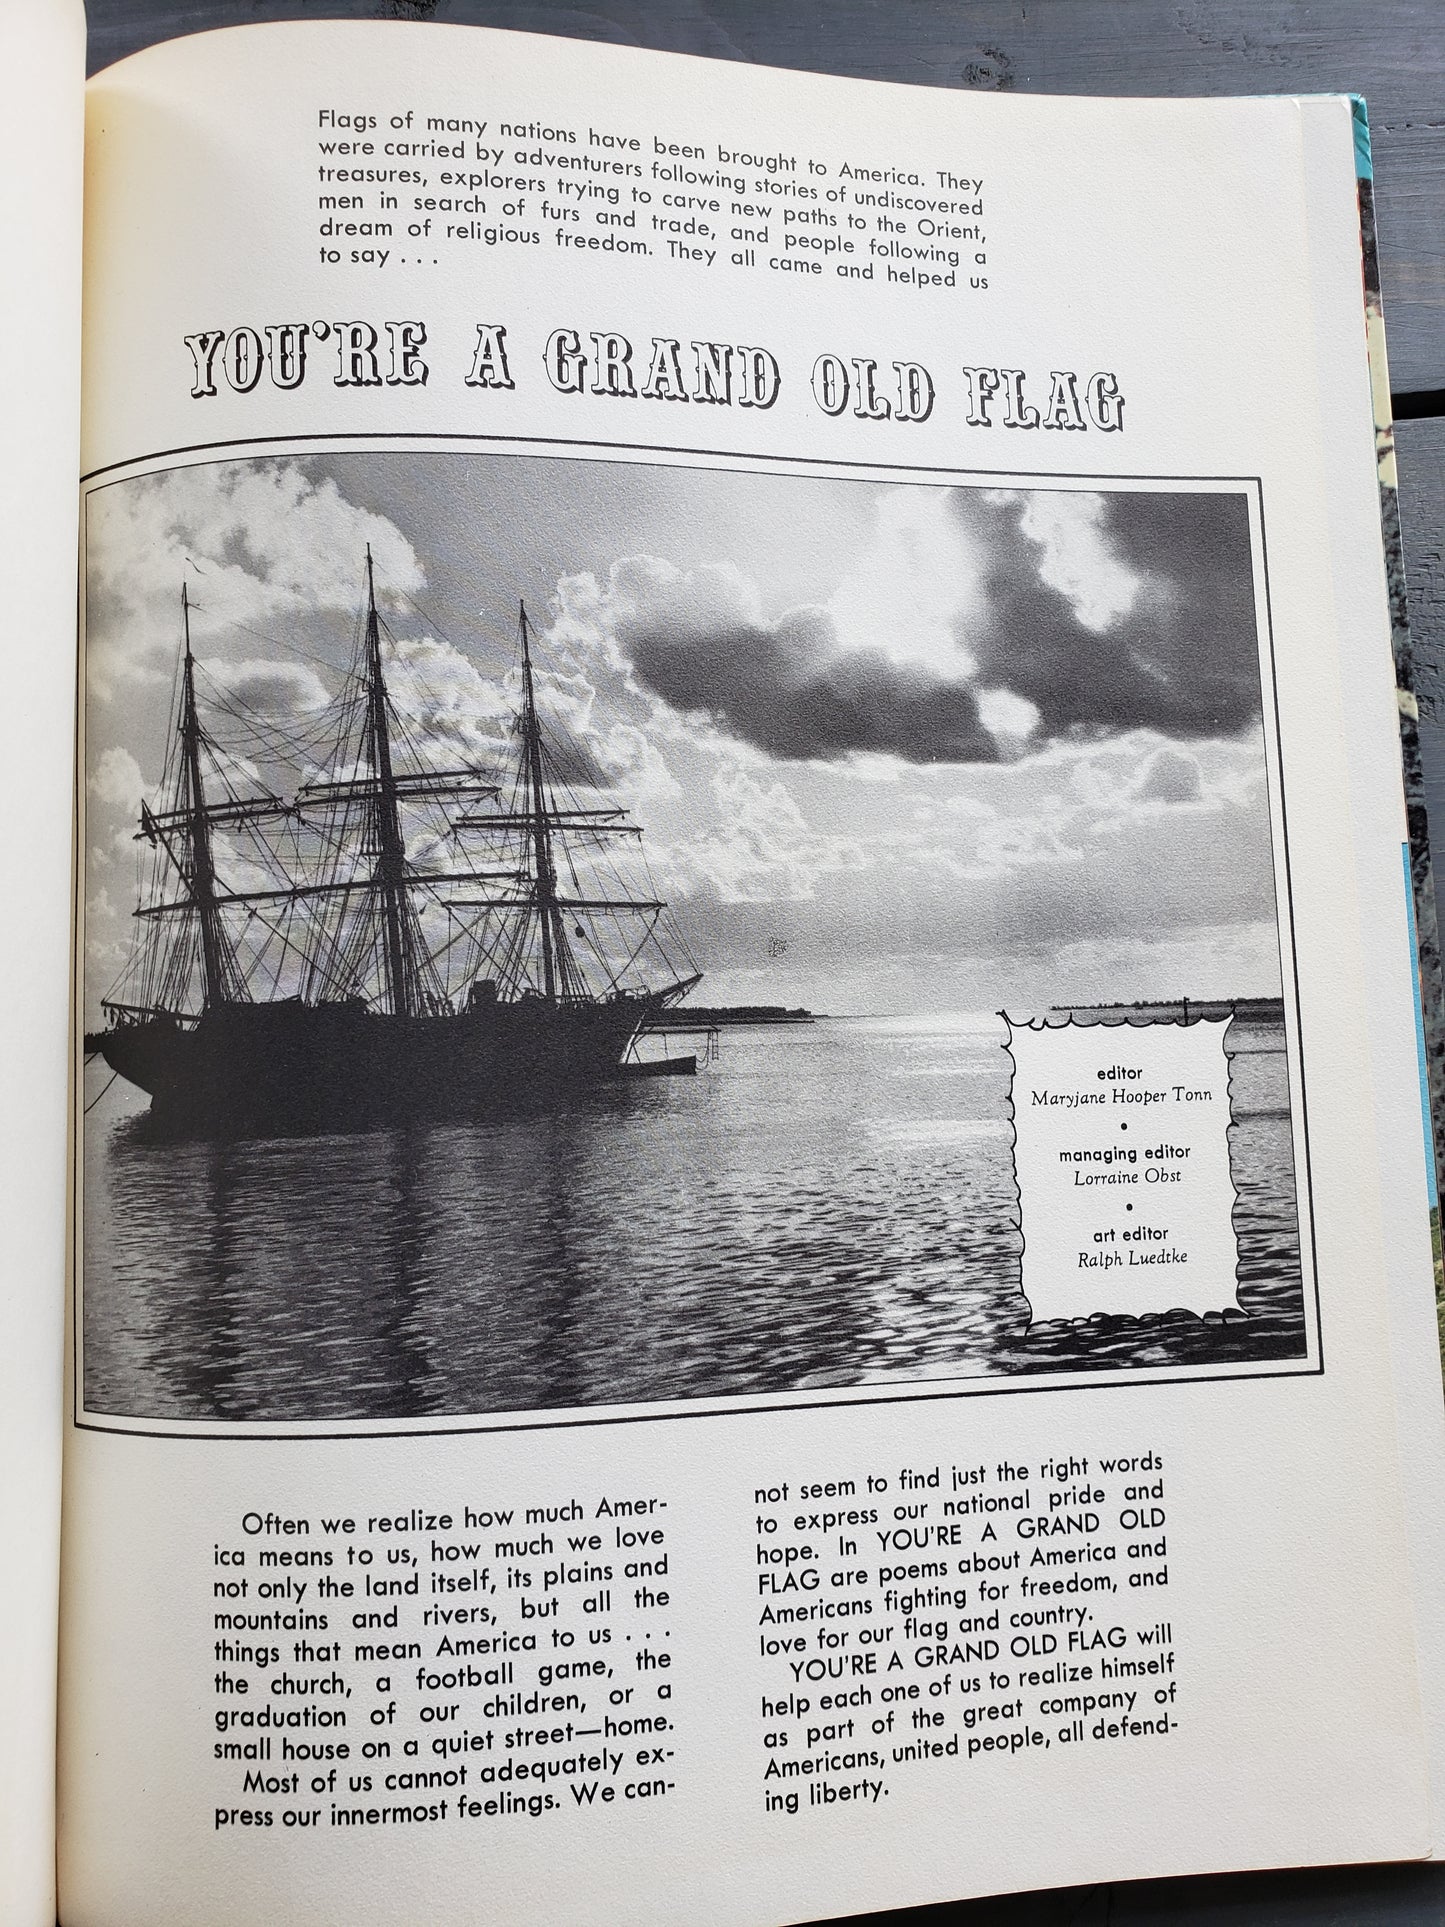 Flags of many nations have been brought to America. They
were carried by adventurers following stories of undiscovered
treasures, explorers trying to carve new paths to the Orient,
men in search of furs and trade, and people following a
dream of religious freedom. They all came and helped us
to say . . .
YOU'RE A GRAND OLD FLAG
editor
Maryjane Hooper Tonn
•
managing editor
Lorraine Obst
•
art editor
Ralph Luedtke
Often we realize how much Amer-
ica means to us, how much we love
not only the land itself, its plains and
mountains and rivers, but all the
things that mean America to us . . .
the church, a football game, the
graduation of our children, or a
small house on a quiet street—home.
Most of us cannot adequately ex-
press our innermost feelings. We can-
not seem to find just the right words
to express our national pride and
hope. In YOU'RE A GRAND OLD
FLAG are poems about America and
Americans fighting for freedom, and
love for our flag and country.
YOU'RE A GRAND OLD FLAG will
help each one of us to realize himself
as part of the great company of
Americans, united people, all defend-
ing liberty.